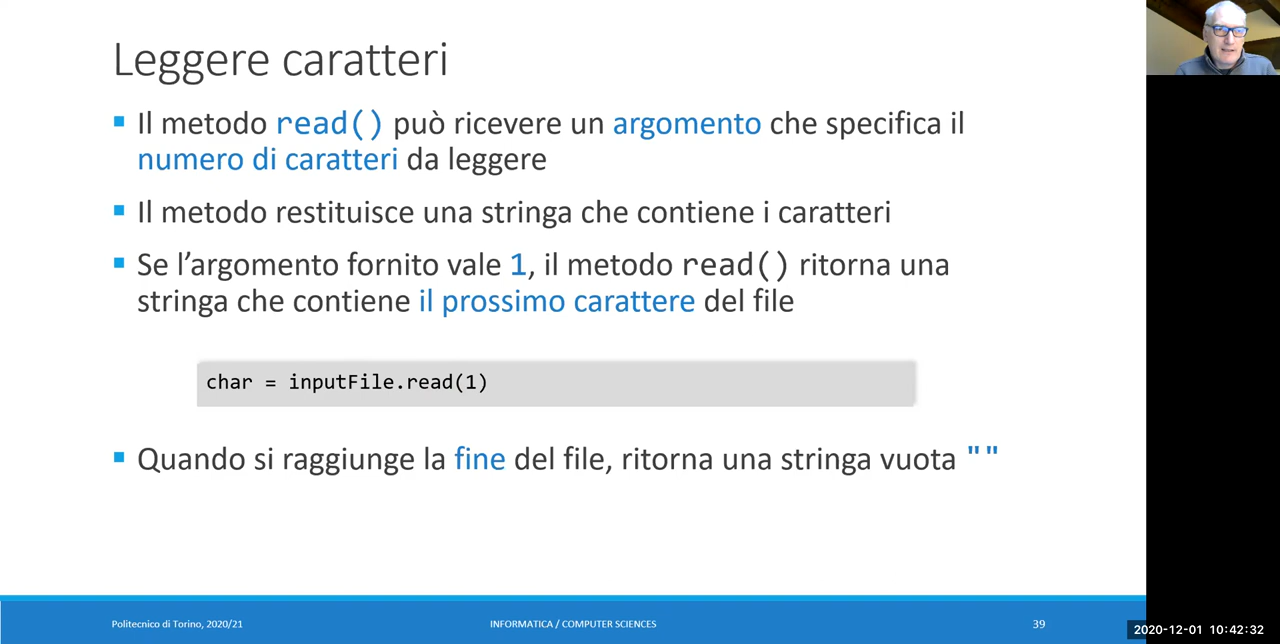 Leggere caratteri
Il metodo read() può ricevere un argomento che specifica il
numero di caratteri da leggere
Il metodo restituisce una stringa che contiene i caratteri
Se l’argomento fornito vale 1, il metodo read() ritorna una
stringa che contiene il prossimo carattere del file
char = inputFile.read(1)
Quando si raggiunge la fine del file, ritorna una stringa vuota ""
Politecnico di Torino, 2020/21
INFORMATICA / COMPUTER SCIENCES
39
2020-12-01 10:42:32